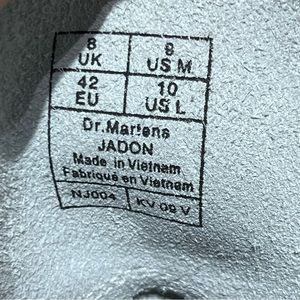 8 UK 9 US M
42 EU 10 US L
Dr.Martens
JADON
Made in Vietnam
Fabriqué en Vietnam
NJ004 KV 09 V